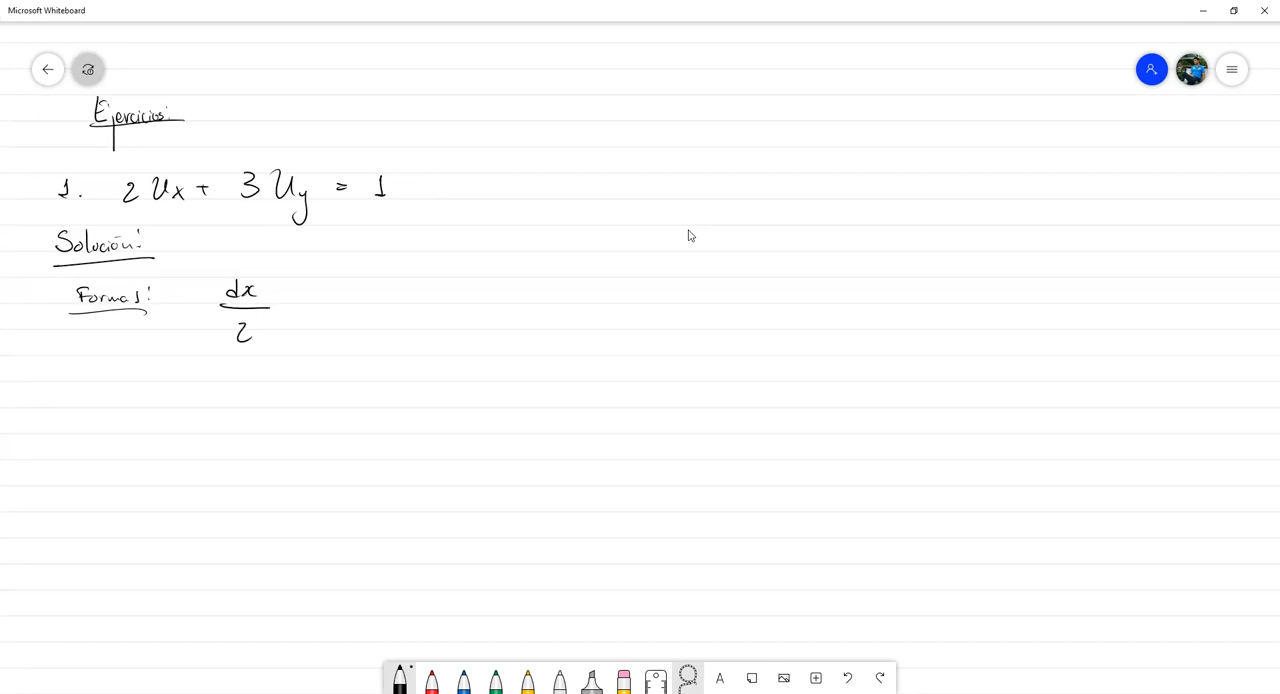 Microsoft Whiteboard
Ejercicios:
1. 2 Ux + 3 Uy = 1
Solución:
Forma 1: dx
2
A